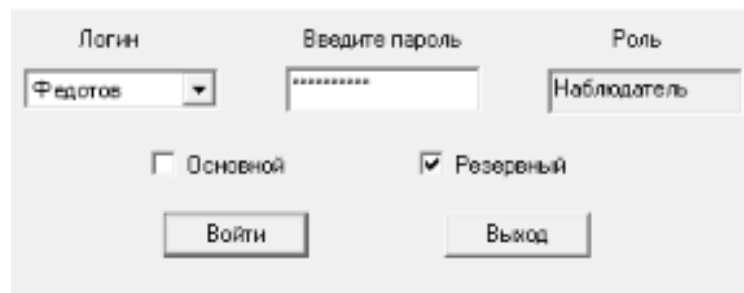 Логин Введите пароль Роль
Федотов ********** Наблюдатель
Основной Резервный
Войти Выход